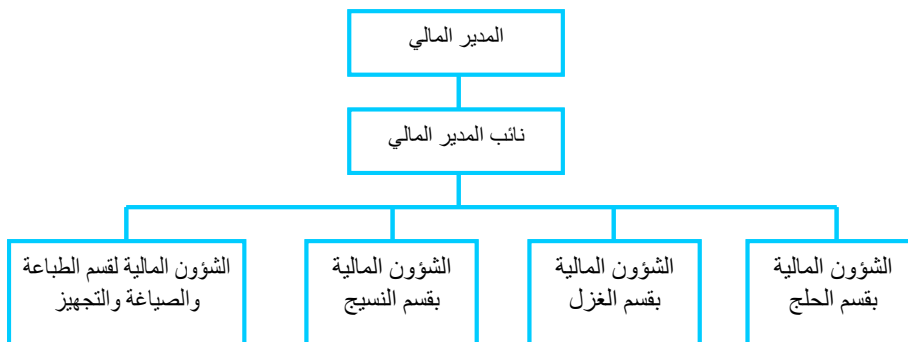 المدير المالي
نائب المدير المالي
الشؤون المالية
بقسم الحلج
الشؤون المالية
بقسم الغزل
الشؤون المالية
بقسم النسيج
الشؤون المالية لقسم الطباعة
والصياغة والتجهيز